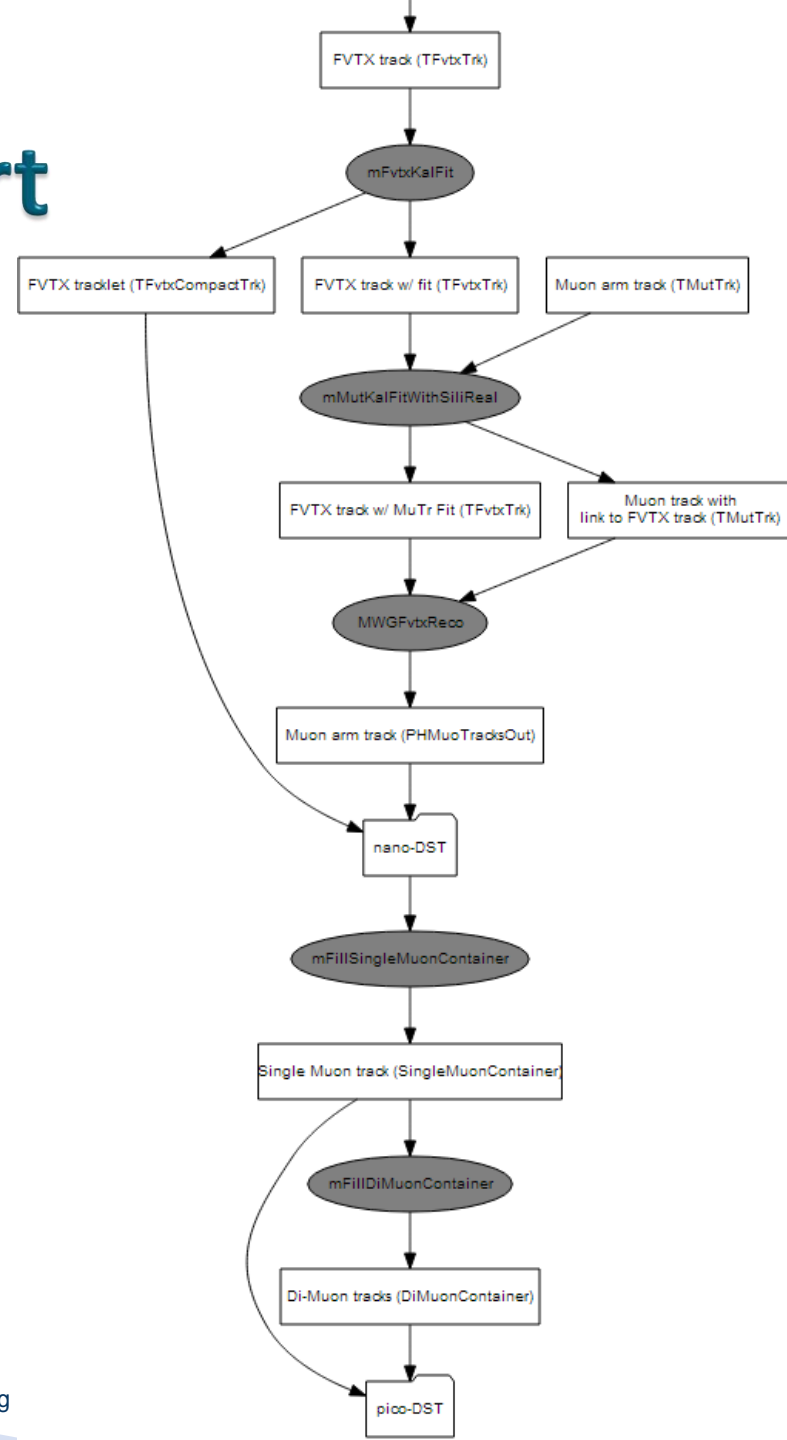 FVTX track (TFvtxTrk)
rt
mFvtxKalFit
FVTX tracklet (TFvtxCompactTrk)
FVTX track w/ fit (TFvtxTrk)
Muon arm track (TMutTrk)
mMutKalFitWithSiliReal
FVTX track w/ MuTr Fit (TFvtxTrk)
Muon track with
link to FVTX track (TMutTrk)
MWGFvtxReco
Muon arm track (PHMuoTracksOut)
nano-DST
mFillSingleMuonContainer
Single Muon track (SingleMuonContainer)
mFillDiMuonContainer
Di-Muon tracks (DiMuonContainer)
g
pico-DST